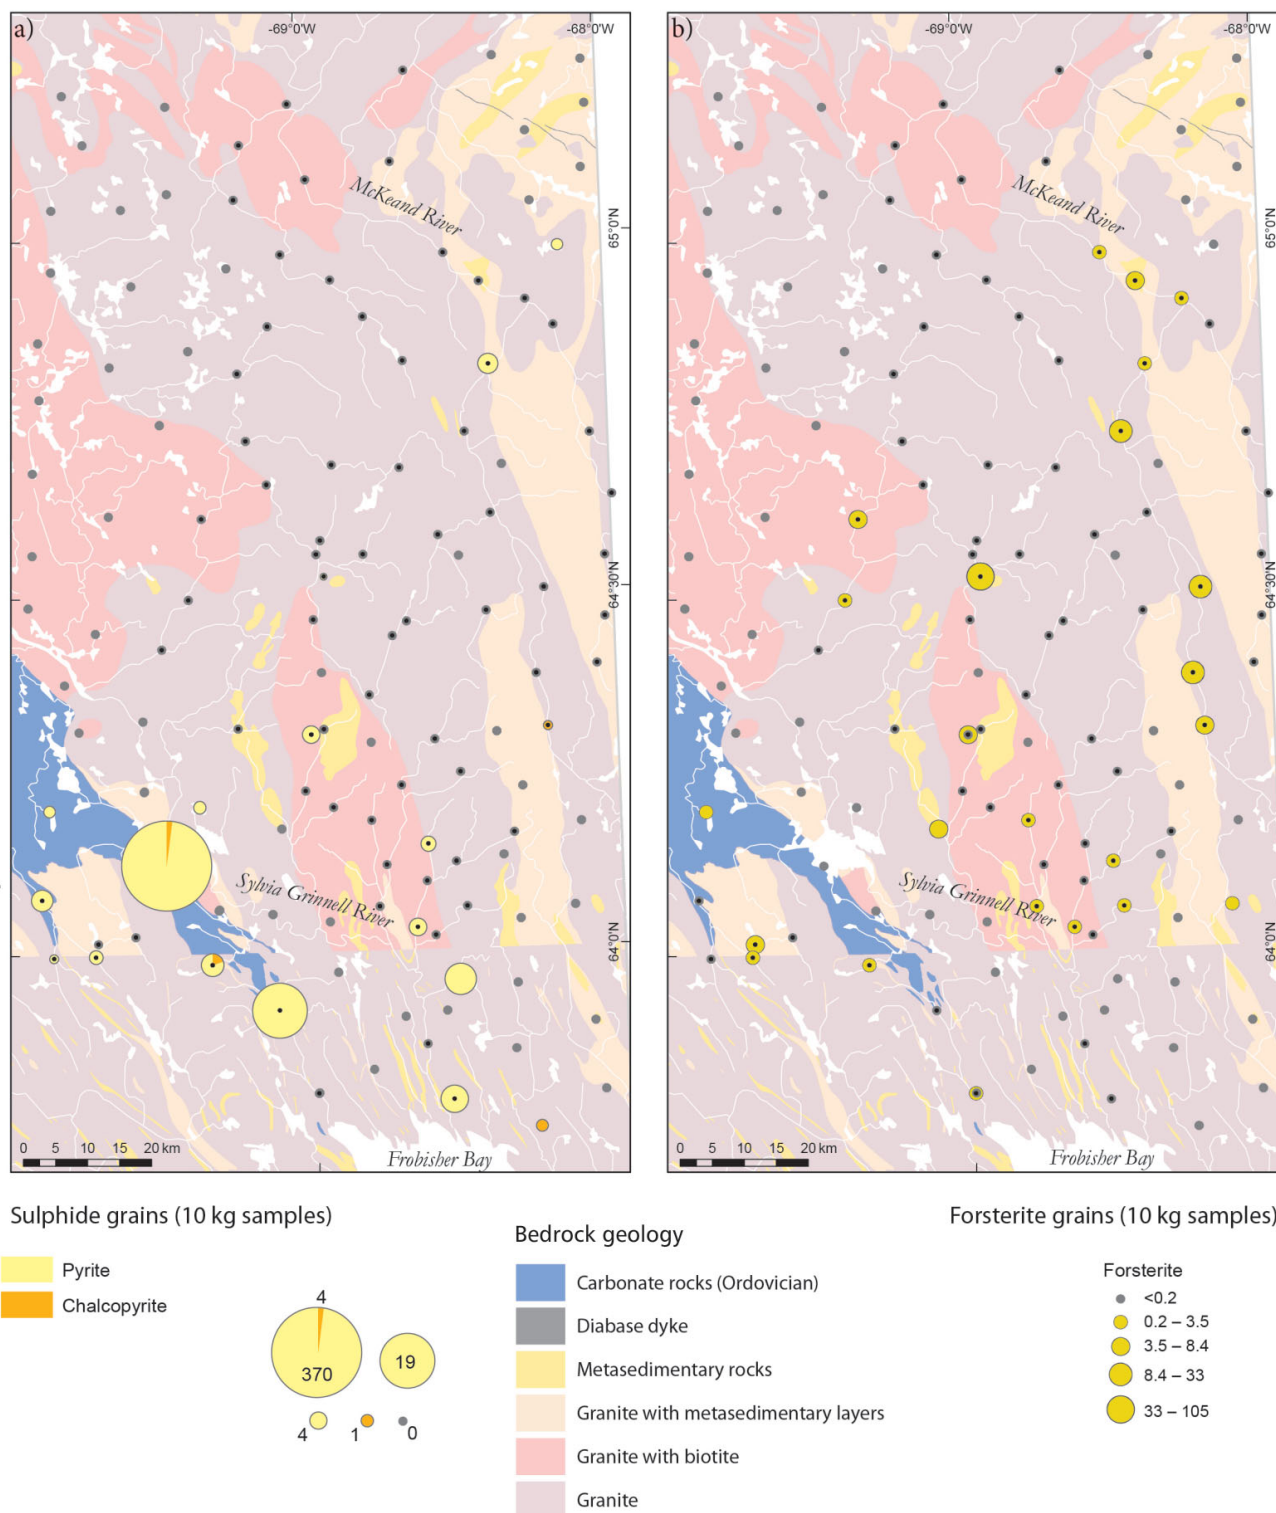 a)
-69°0'W
-68°0'W
McKeand River
65°0'N
64°30'N
Sylvia Grinnell River
64°0'N
0 5 10 15 20 km
Frobisher Bay
b)
-69°0'W
-68°0'W
McKeand River
65°0'N
64°30'N
Sylvia Grinnell River
64°0'N
0 5 10 15 20 km
Frobisher Bay
Sulphide grains (10 kg samples)
Pyrite
Chalcopyrite
4
370
19
4
1
0
Bedrock geology
Carbonate rocks (Ordovician)
Diabase dyke
Metasedimentary rocks
Granite with metasedimentary layers
Granite with biotite
Granite
Forsterite grains (10 kg samples)
Forsterite
<0.2
0.2 – 3.5
3.5 – 8.4
8.4 – 33
33 – 105